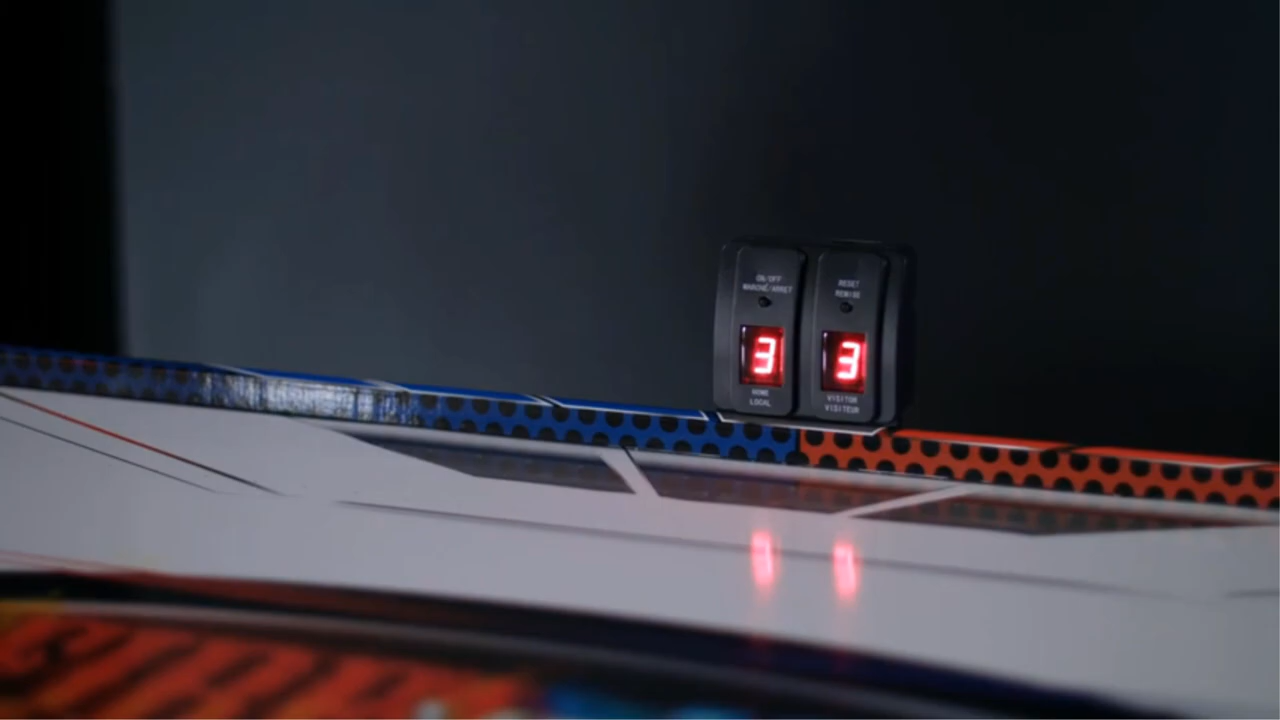 ON/OFF
MARCHE/ARRET
3
HOME
LOCAL
RESET
REMISE
3
VISITOR
VISITEUR